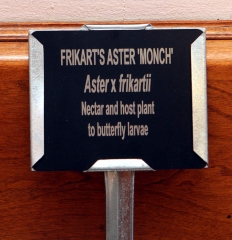 FRIKART'S ASTER 'MONCH'
Aster x frikartii
Nectar and host plant
to butterfly larvae